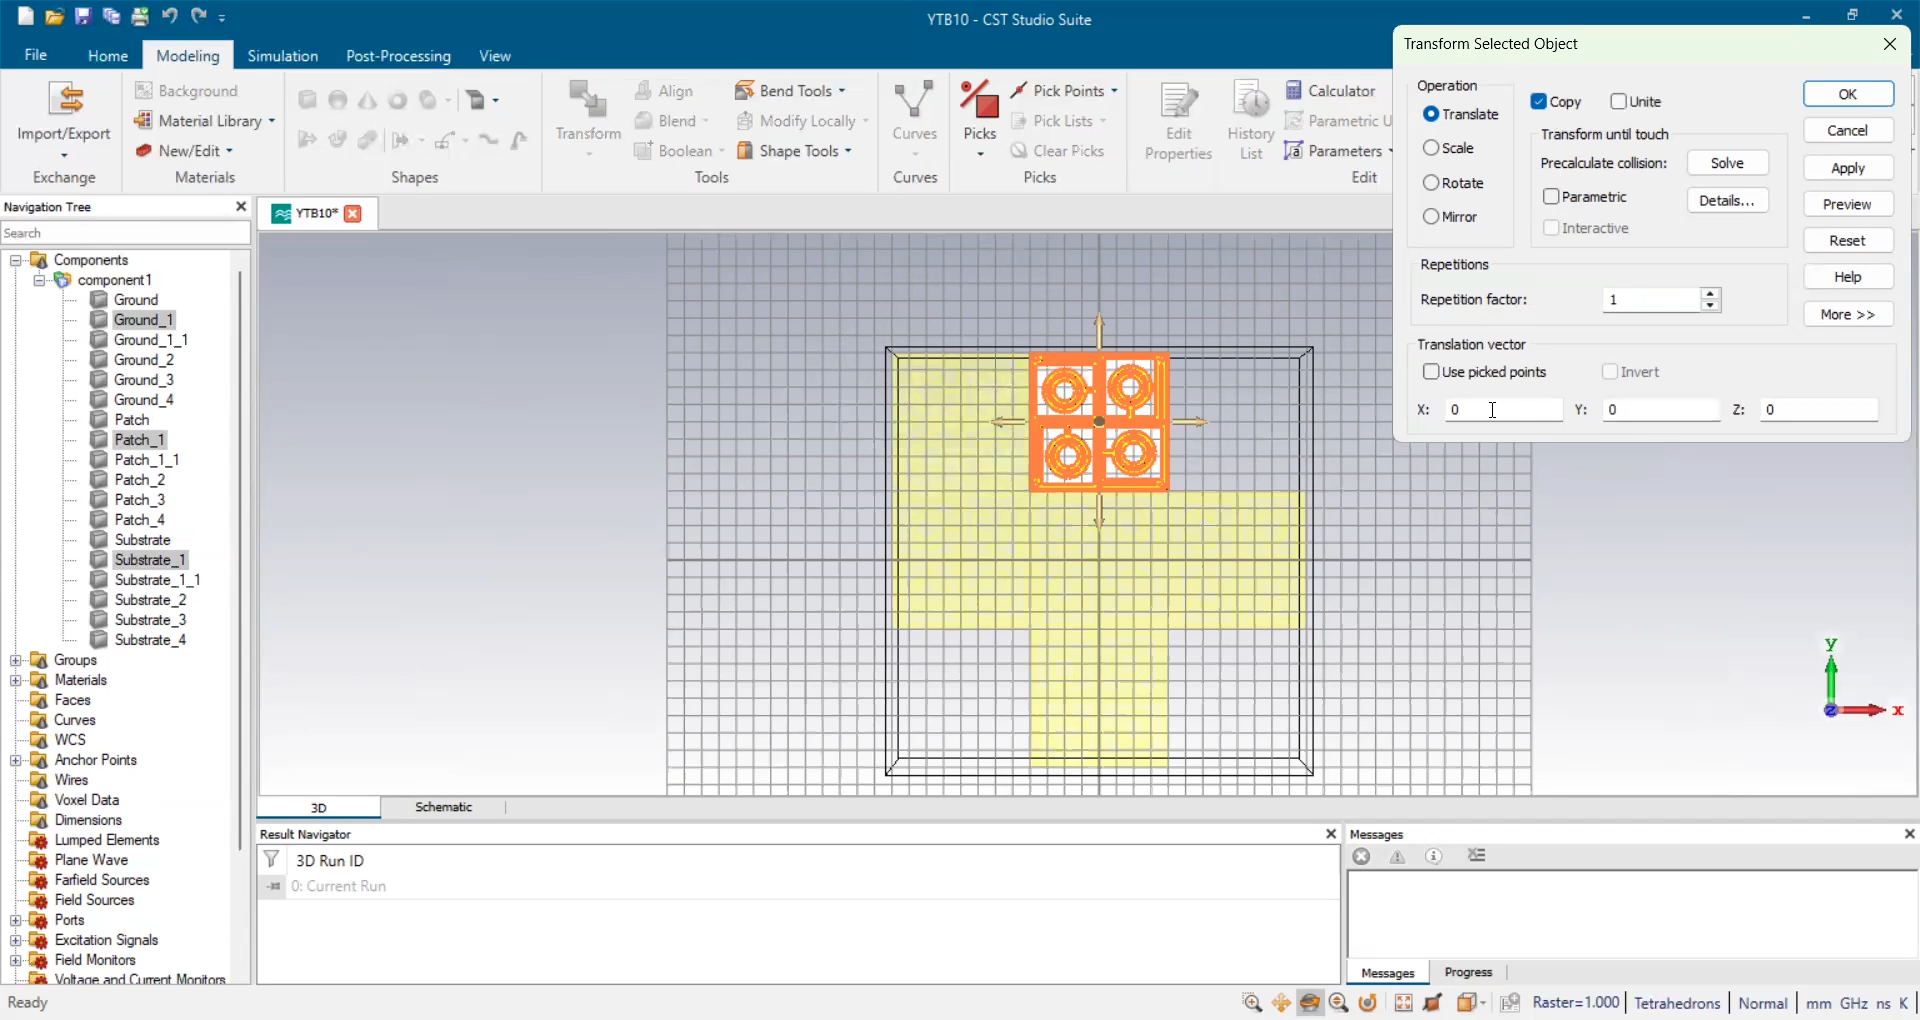 YTB10 - CST Studio Suite
File Home Modeling Simulation Post-Processing View
Import/Export
Exchange
Background
Material Library
New/Edit
Materials
Shapes
Transform
Align
Blend
Boolean
Bend Tools
Modify Locally
Shape Tools
Tools
Curves
Curves
Picks
Pick Points
Pick Lists
Clear Picks
Picks
Edit
Properties
History
List
Calculator
Parametric U
Parameters
Edit
Transform Selected Object
Operation
Translate
Scale
Rotate
Mirror
Copy Unite
Transform until touch
Precalculate collision: Solve
Parametric Details...
Interactive
OK
Cancel
Apply
Preview
Reset
Help
More >>
Repetitions
Repetition factor: 1
Translation vector
Use picked points Invert
X: 0 Y: 0 Z: 0
Navigation Tree
Search
Components
component1
Ground
Ground_1
Ground_1_1
Ground_2
Ground_3
Ground_4
Patch
Patch_1
Patch_1_1
Patch_2
Patch_3
Patch_4
Substrate
Substrate_1
Substrate_1_1
Substrate_2
Substrate_3
Substrate_4
Groups
Materials
Faces
Curves
WCS
Anchor Points
Wires
Voxel Data
Dimensions
Lumped Elements
Plane Wave
Farfield Sources
Field Sources
Ports
Excitation Signals
Field Monitors
Voltage and Current Monitors
YTB10*
y
z
x
3D Schematic
Result Navigator
3D Run ID
0: Current Run
Messages
Messages Progress
Ready
Raster=1.000 Tetrahedrons Normal mm GHz ns K